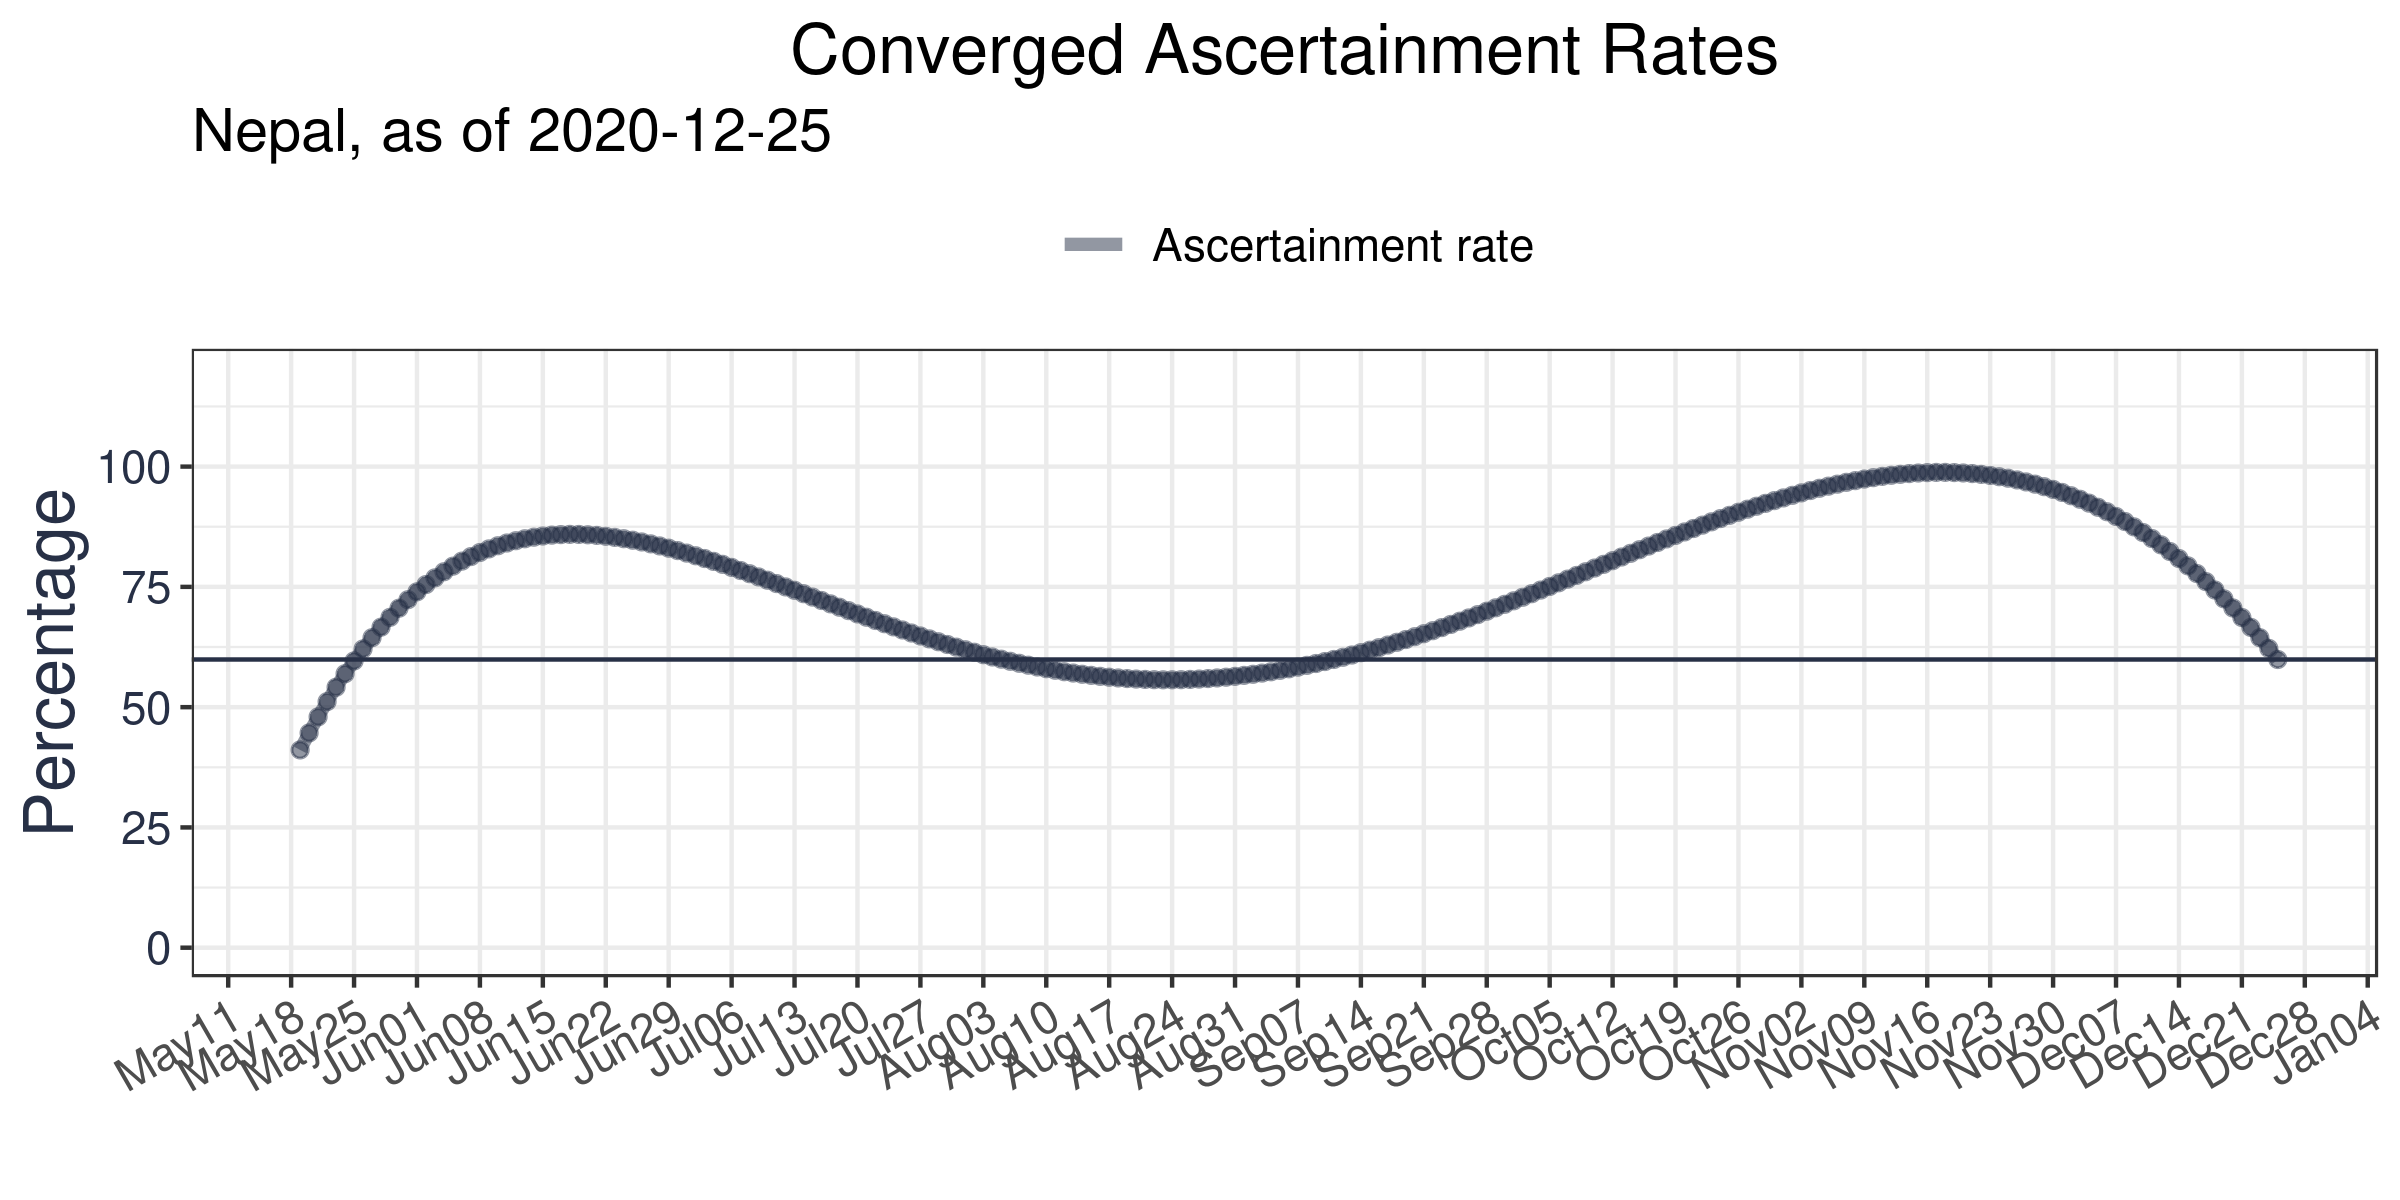 Converged Ascertainment Rates
Nepal, as of 2020-12-25
Ascertainment rate
Percentage
100
75
50
25
0
May11 May18 May25 Jun01 Jun08 Jun15 Jun22 Jun29 Jul06 Jul13 Jul20 Jul27 Aug03 Aug10 Aug17 Aug24 Aug31 Sep07 Sep14 Sep21 Sep28 Oct05 Oct12 Oct19 Oct26 Nov02 Nov09 Nov16 Nov23 Nov30 Dec07 Dec14 Dec21 Dec28 Jan04